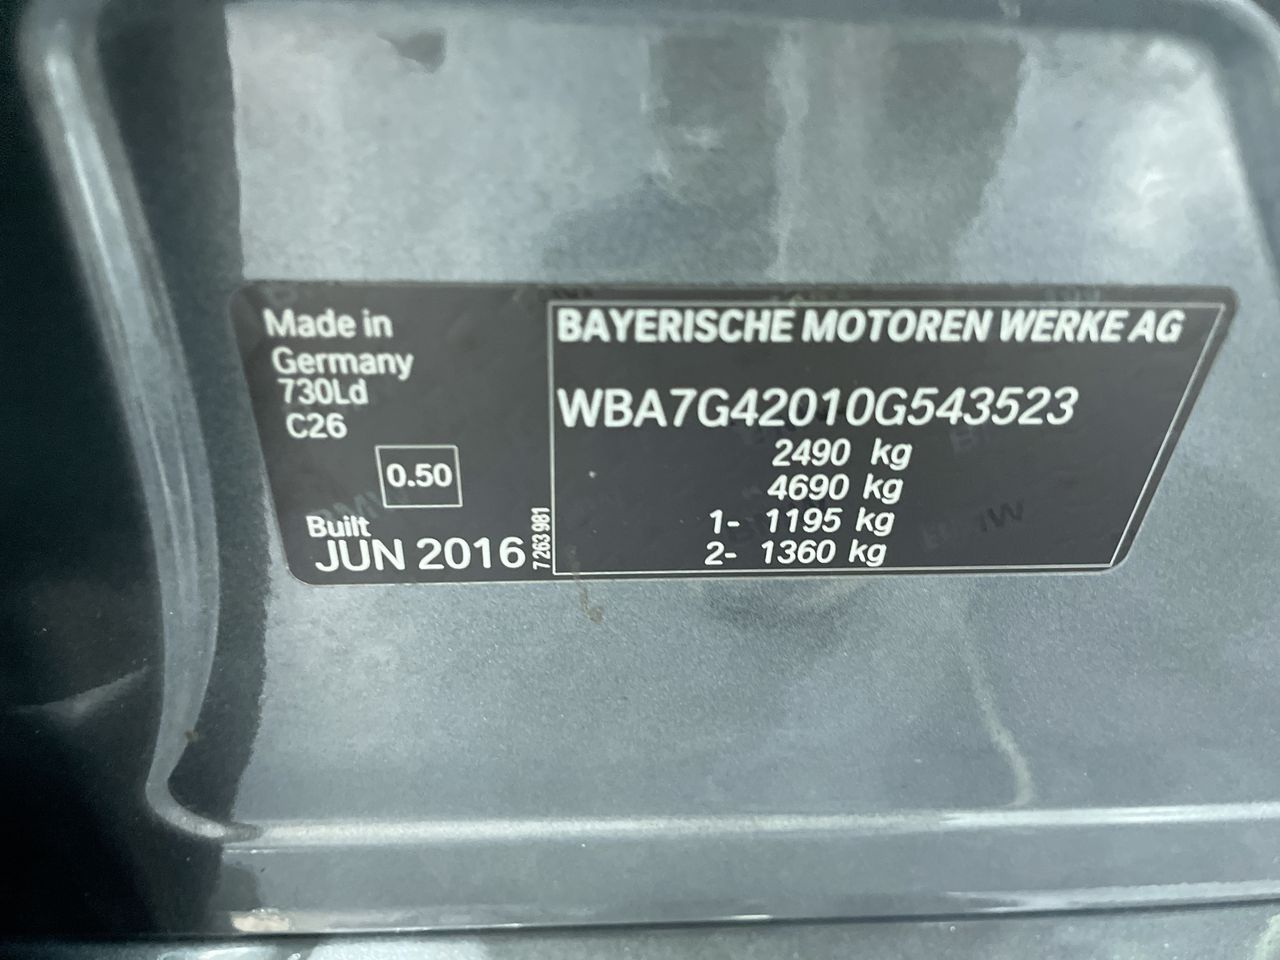 Made in
Germany
730Ld
C26
0.50
Built
JUN 2016
7 263 981
BAYERISCHE MOTOREN WERKE AG
WBA7G42010G543523
2490 kg
4690 kg
1- 1195 kg
2- 1360 kg